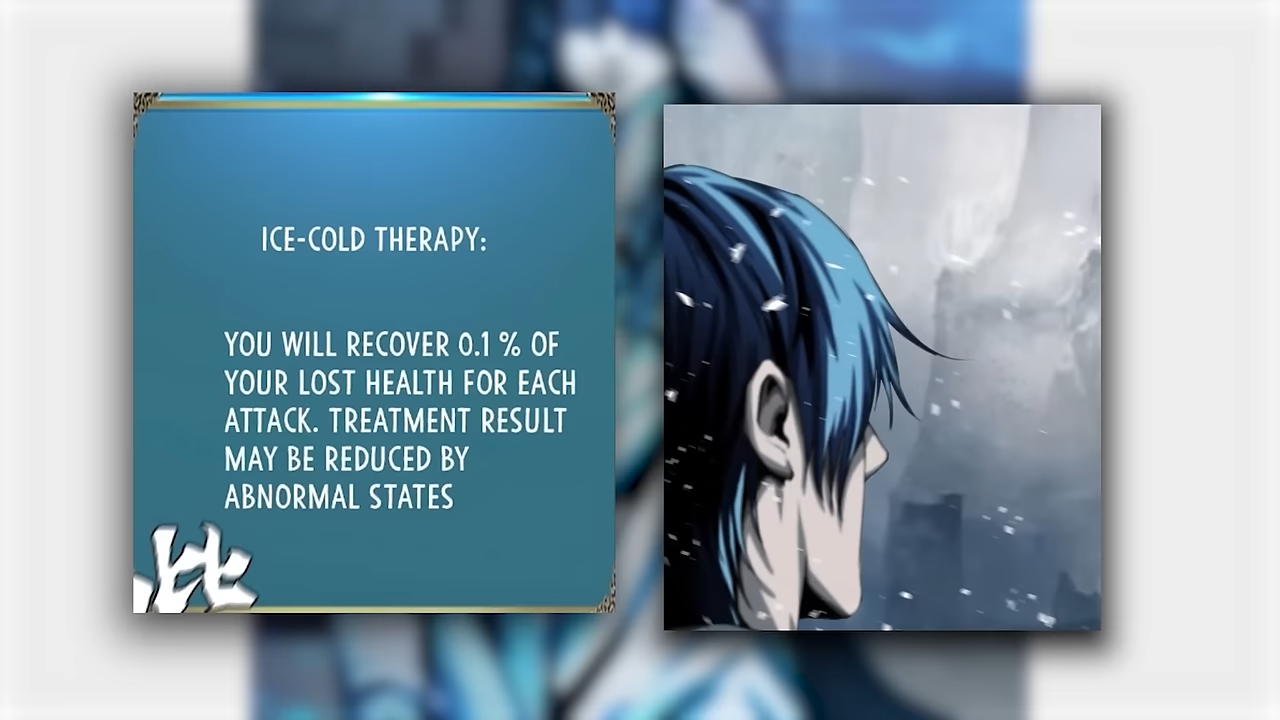 ICE-COLD THERAPY:
YOU WILL RECOVER 0.1 % OF
YOUR LOST HEALTH FOR EACH
ATTACK. TREATMENT RESULT
MAY BE REDUCED BY
ABNORMAL STATES